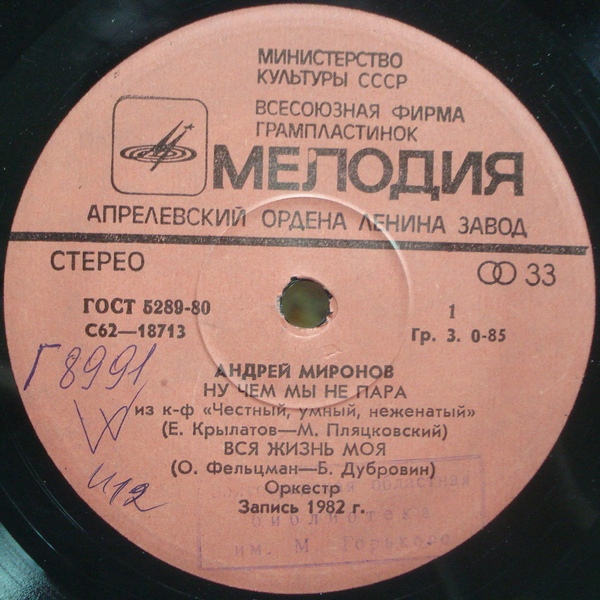 МИНИСТЕРСТВО
КУЛЬТУРЫ СССР
ВСЕСОЮЗНАЯ ФИРМА
ГРАМПЛАСТИНОК
МЕЛОДИЯ
АПРЕЛЕВСКИЙ ОРДЕНА ЛЕНИНА ЗАВОД
СТЕРЕО
33
ГОСТ 5289-80
С62—18713
1
Гр. 3. 0-85
Г8991
АНДРЕЙ МИРОНОВ
НУ ЧЕМ МЫ НЕ ПАРА
из к-ф «Честный, умный, неженатый»
(Е. Крылатов—М. Пляцковский)
ВСЯ ЖИЗНЬ МОЯ
(О. Фельцман—Б. Дубровин)
Оркестр
Запись 1982 г.
областная
библиотека
им. М Горького